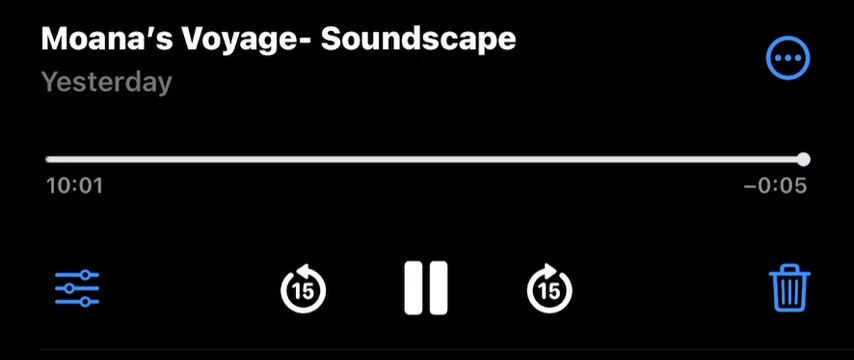 Moana’s Voyage- Soundscape
Yesterday
10:01
–0:05
15
15